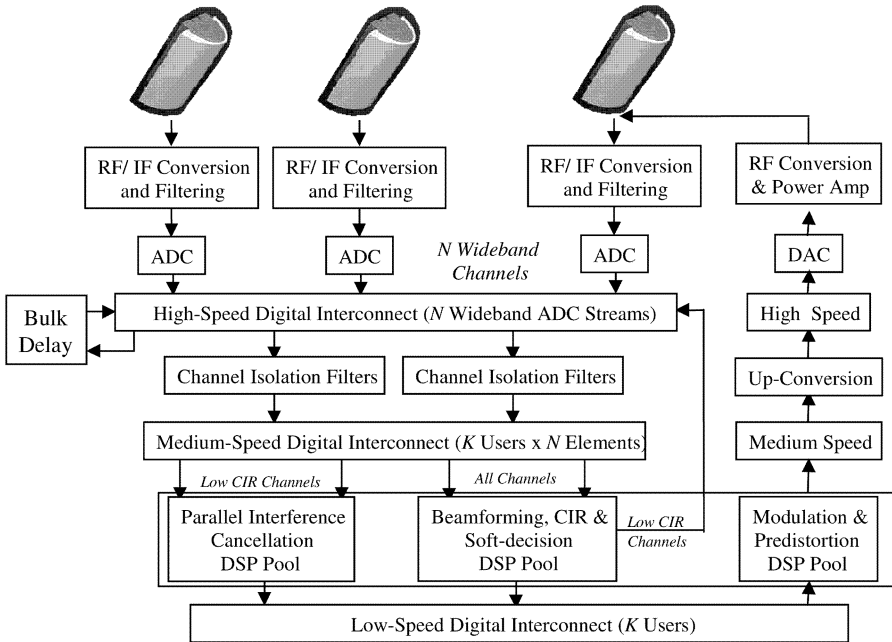 RF/ IF Conversion
and Filtering
RF/ IF Conversion
and Filtering
RF/ IF Conversion
and Filtering
RF Conversion
& Power Amp
ADC
ADC
N Wideband
Channels
ADC
DAC
Bulk
Delay
High-Speed Digital Interconnect (N Wideband ADC Streams)
High Speed
Channel Isolation Filters
Channel Isolation Filters
Up-Conversion
Medium-Speed Digital Interconnect (K Users x N Elements)
Medium Speed
Low CIR Channels
All Channels
Parallel Interference
Cancellation
DSP Pool
Beamforming, CIR &
Soft-decision
DSP Pool
Low CIR
Channels
Modulation &
Predistortion
DSP Pool
Low-Speed Digital Interconnect (K Users)